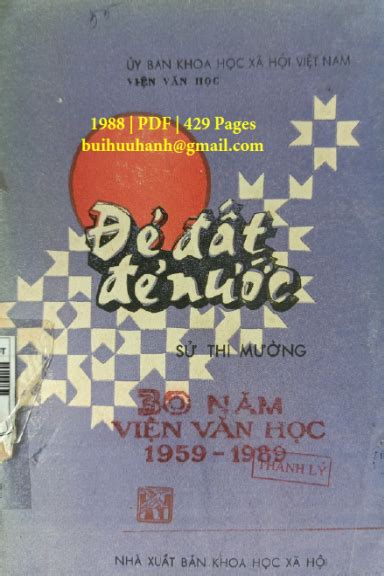 55
ỦY BAN KHOA HỌC XÃ HỘI VIỆT NAM
VIỆN VĂN HỌC
1988 | PDF | 429 Pages
buihuuhanh@gmail.com
Đẻ đất
đẻ nước
SỬ THI MƯỜNG
30 NĂM
VIỆN VĂN HỌC
1959 - 1989
THANH LÝ
NHÀ XUẤT BẢN KHOA HỌC XÃ HỘI